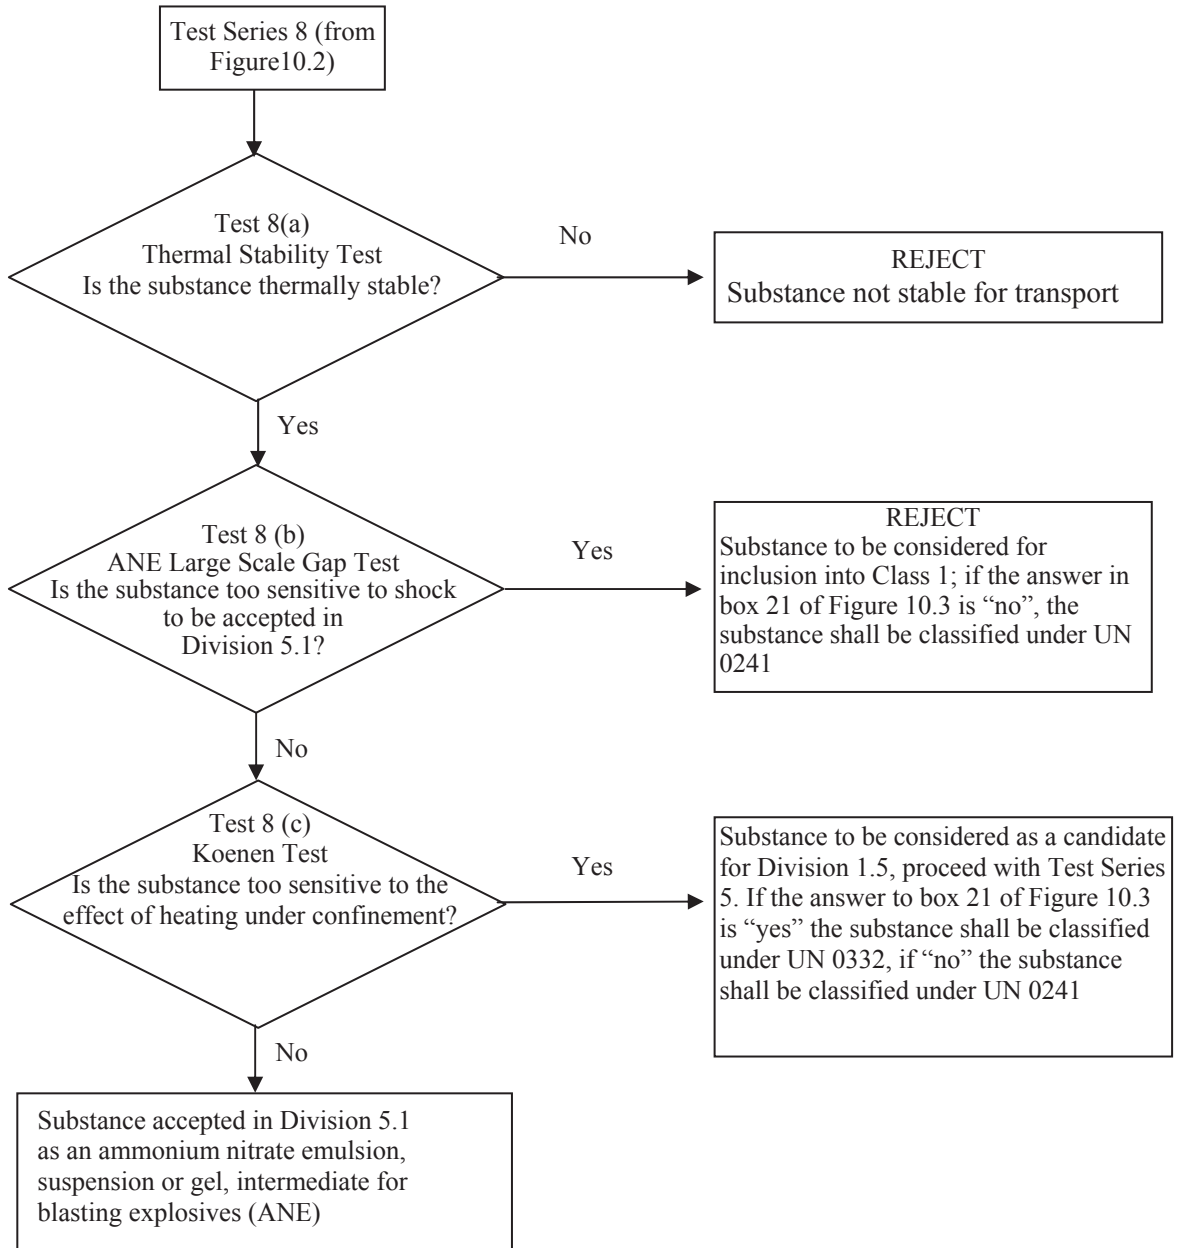 Test Series 8 (from
Figure10.2)
Test 8(a)
Thermal Stability Test
Is the substance thermally stable?
No
REJECT
Substance not stable for transport
Yes
Test 8 (b)
ANE Large Scale Gap Test
Is the substance too sensitive to shock
to be accepted in
Division 5.1?
Yes
REJECT
Substance to be considered for
inclusion into Class 1; if the answer in
box 21 of Figure 10.3 is “no”, the
substance shall be classified under UN
0241
No
Test 8 (c)
Koenen Test
Is the substance too sensitive to the
effect of heating under confinement?
Yes
Substance to be considered as a candidate
for Division 1.5, proceed with Test Series
5. If the answer to box 21 of Figure 10.3
is “yes” the substance shall be classified
under UN 0332, if “no” the substance
shall be classified under UN 0241
No
Substance accepted in Division 5.1
as an ammonium nitrate emulsion,
suspension or gel, intermediate for
blasting explosives (ANE)